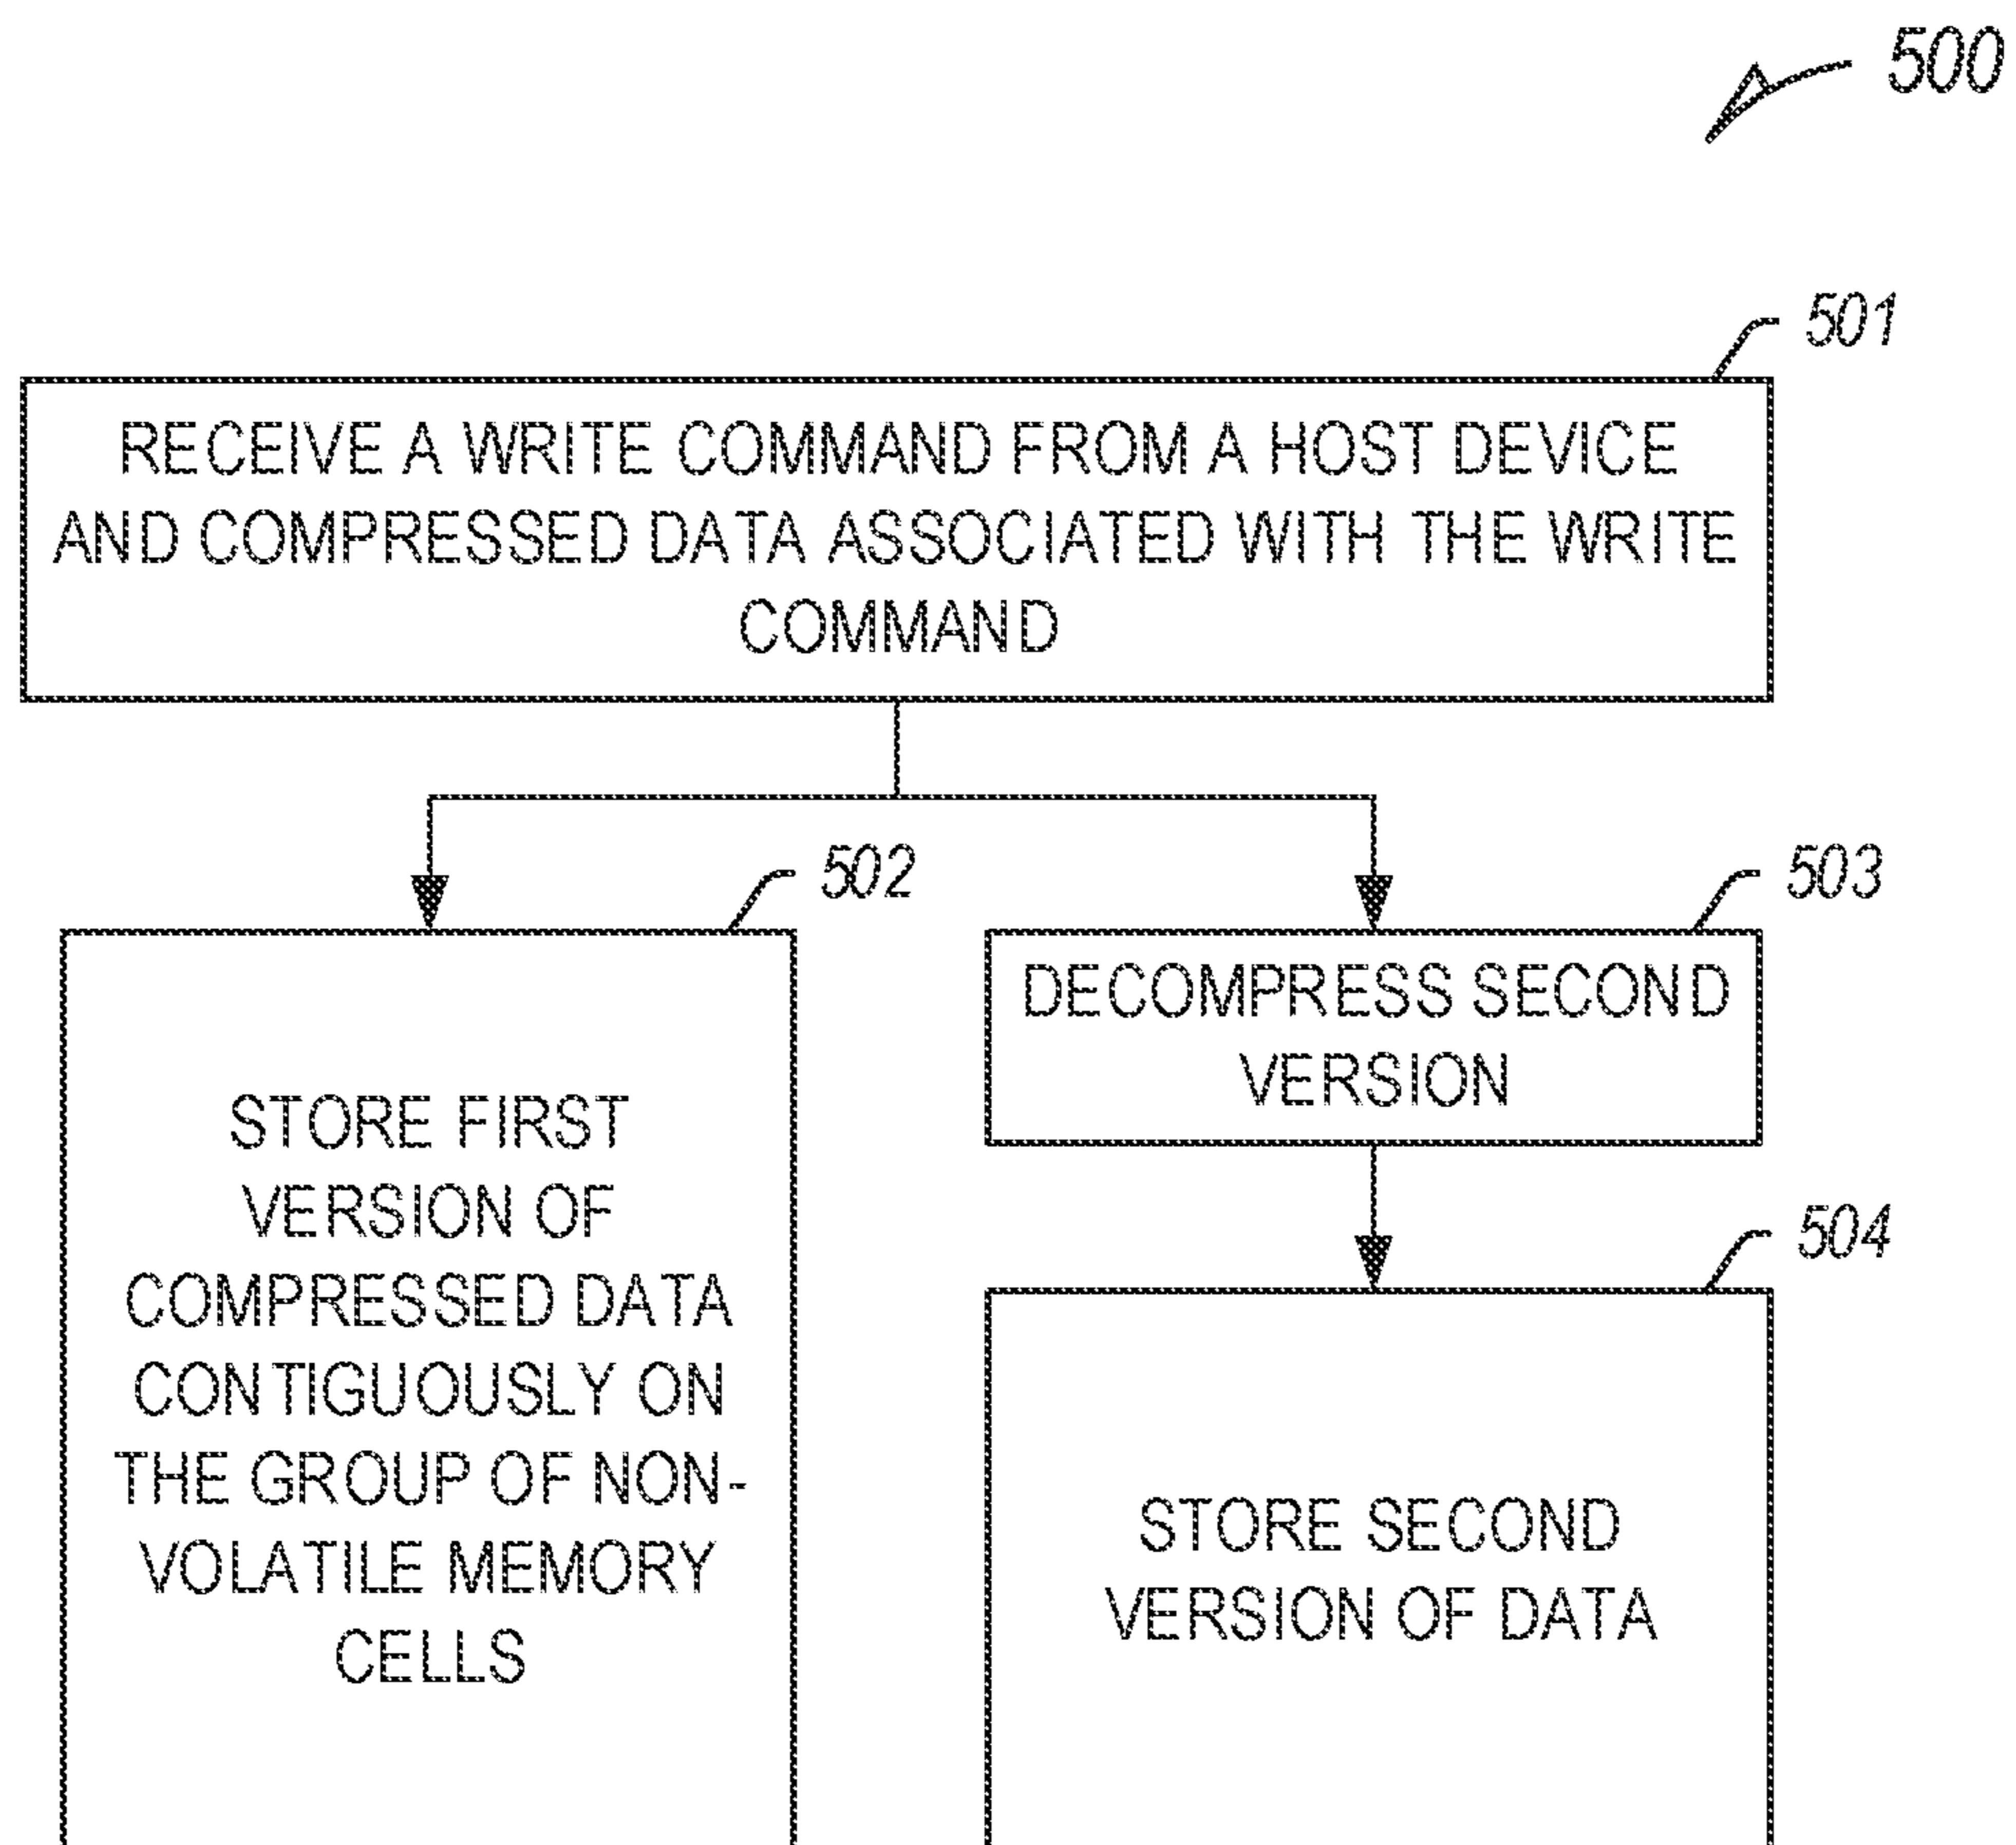 500
501
RECEIVE A WRITE COMMAND FROM A HOST DEVICE
AND COMPRESSED DATA ASSOCIATED WITH THE WRITE
COMMAND
502
503
DECOMPRESS SECOND
VERSION
STORE FIRST
VERSION OF
COMPRESSED DATA
CONTIGUOUSLY ON
THE GROUP OF NON-
VOLATILE MEMORY
CELLS
504
STORE SECOND
VERSION OF DATA